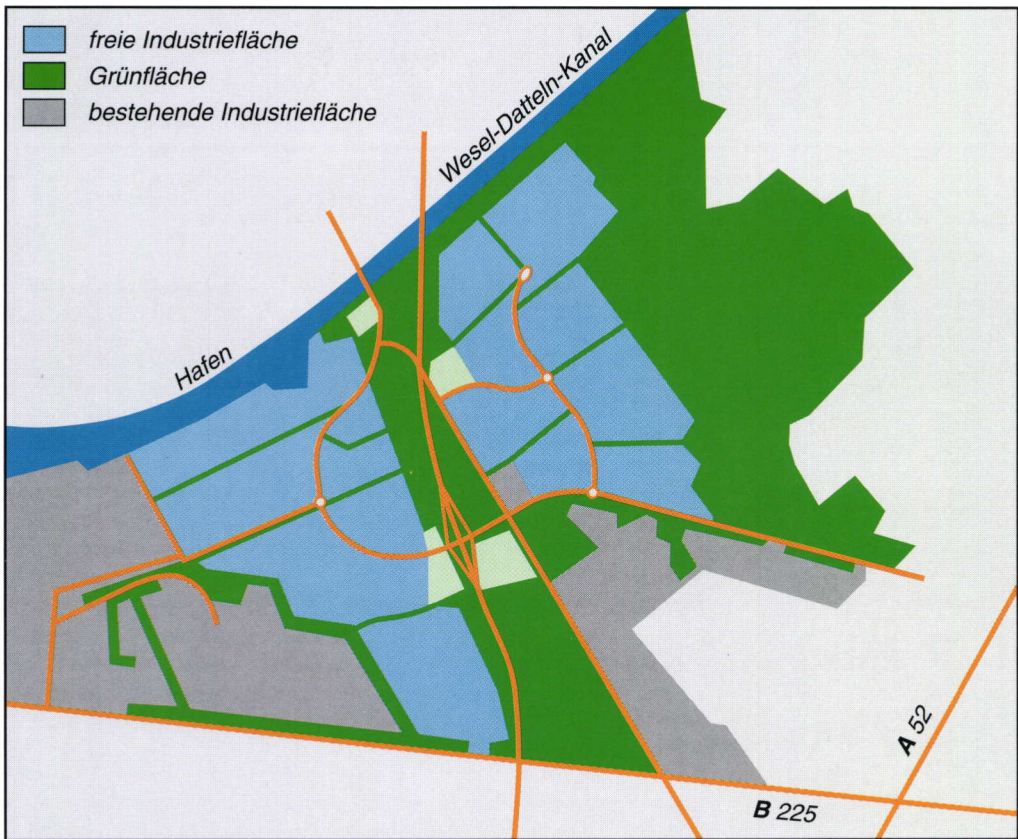 freie Industriefläche
Grünfläche
bestehende Industriefläche
Wesel-Datteln-Kanal
Hafen
A 52
B 225